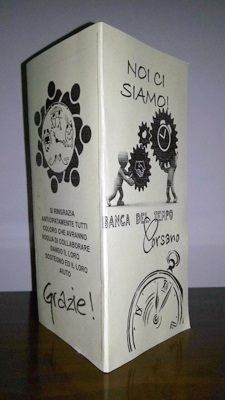 SI RINGRAZIA
ANTICIPATAMENTE TUTTI
COLORO CHE AVRANNO
VOGLIA DI COLLABORARE
DANDO IL LORO
SOSTEGNO ED IL LORO
AIUTO
Grazie!
NOI CI
SIAMO!
BANCA DEL TEMPO
Orsano